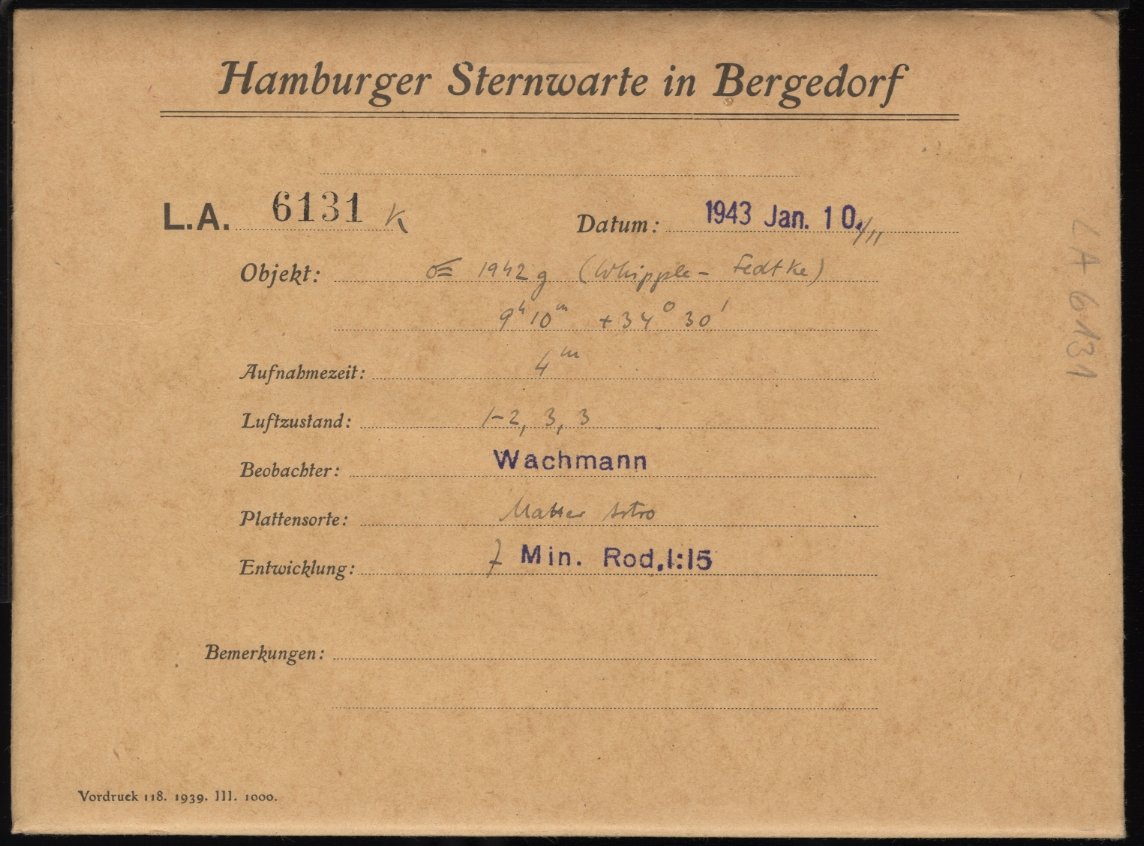 Hamburger Sternwarte in Bergedorf
L.A. 6131 K Datum: 1943 Jan. 10./11
Objekt: ☄ 1942 g (Whipple - Fedtke)
9ʰ 10ᵐ +34° 30'
Aufnahmezeit: 4ᵐ
Luftzustand: 1-2, 3, 3
Beobachter: Wachmann
Plattensorte: Matter Astro
Entwicklung: 7 Min. Rod. 1:15
Bemerkungen:
Vordruck 118. 1939. III. 1000.
LA 6131